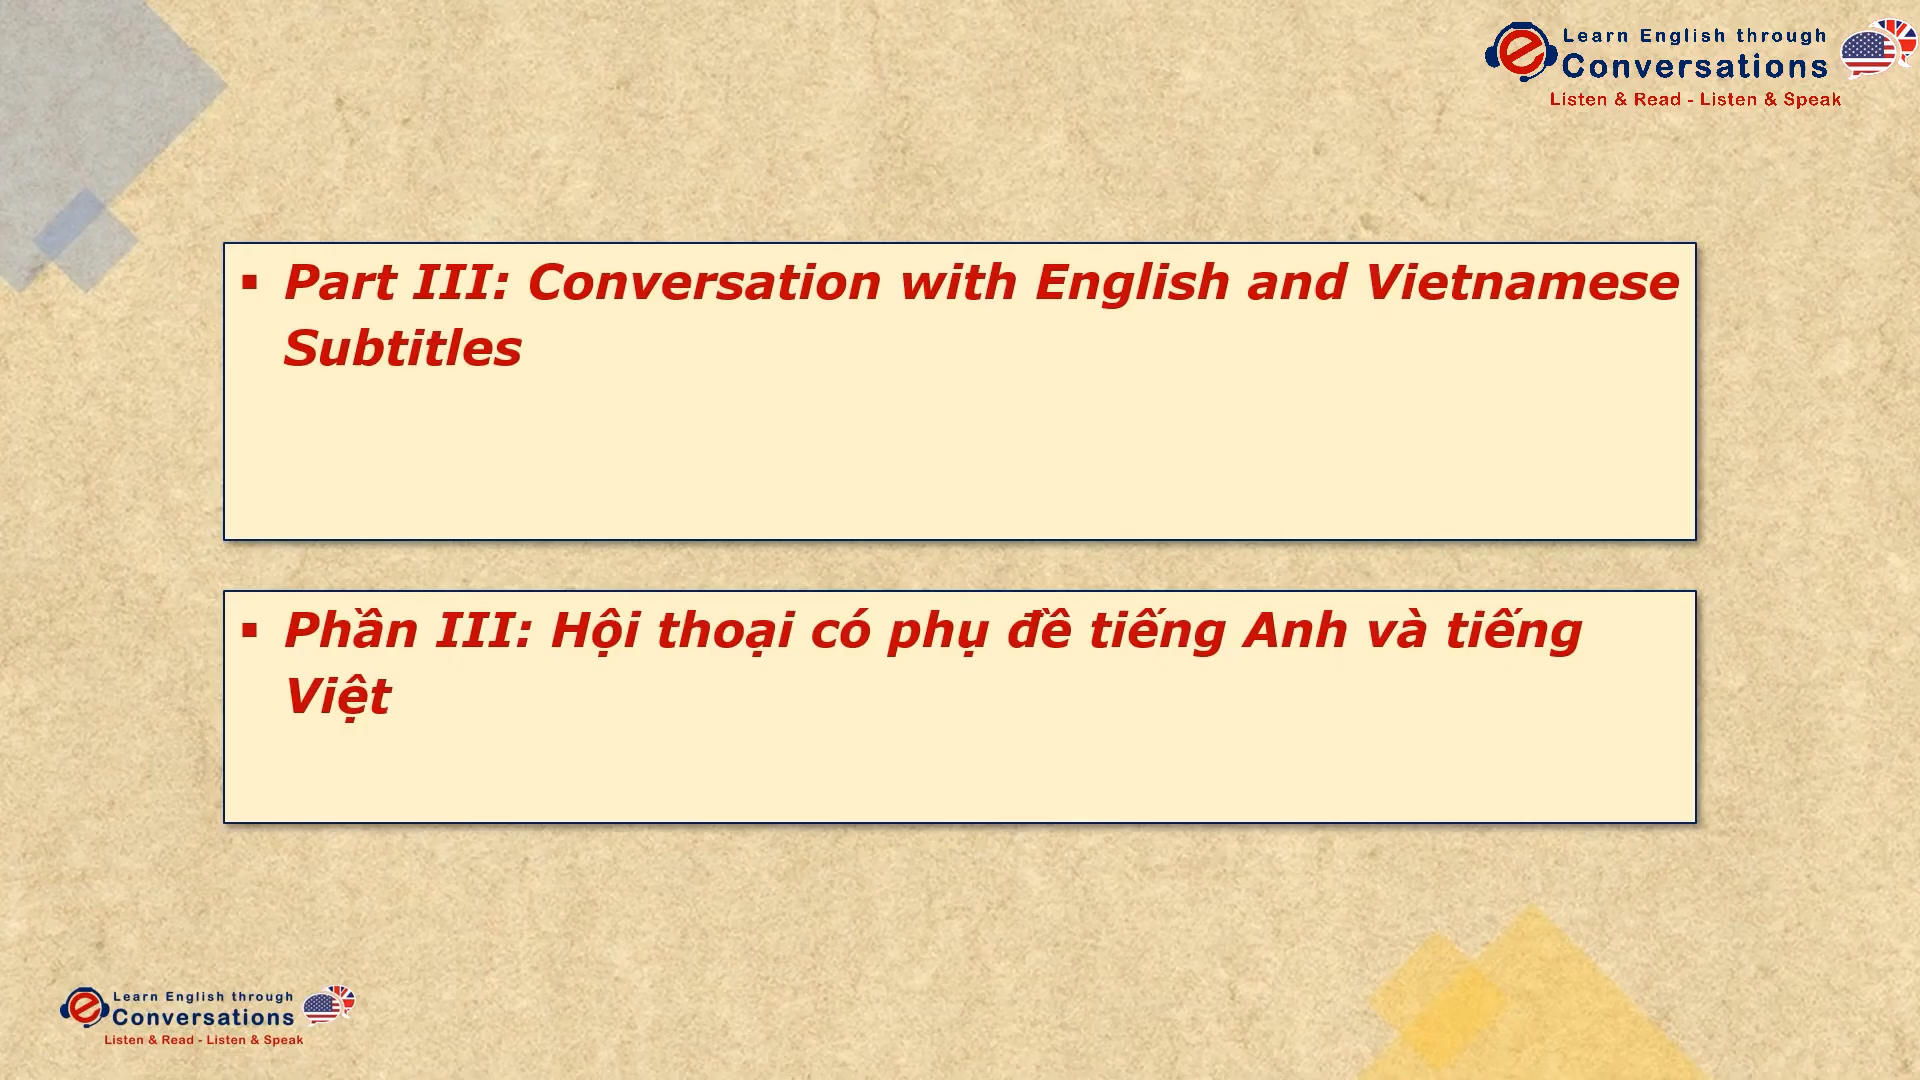 Learn English through
Conversations
Listen & Read - Listen & Speak
▪ Part III: Conversation with English and Vietnamese
Subtitles
▪ Phần III: Hội thoại có phụ đề tiếng Anh và tiếng
Việt
Learn English through
Conversations
Listen & Read - Listen & Speak